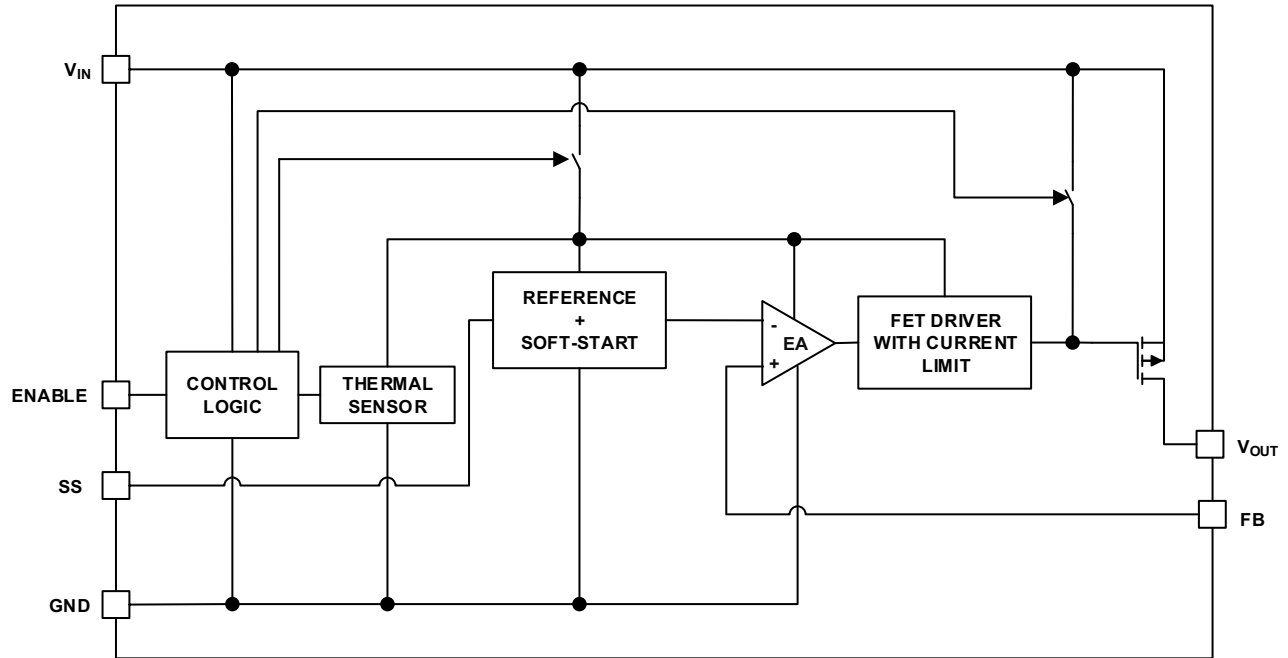 VIN
REFERENCE
+
SOFT-START
-
EA
+
FET DRIVER
WITH CURRENT
LIMIT
CONTROL
LOGIC
THERMAL
SENSOR
ENABLE
VOUT
SS
FB
GND